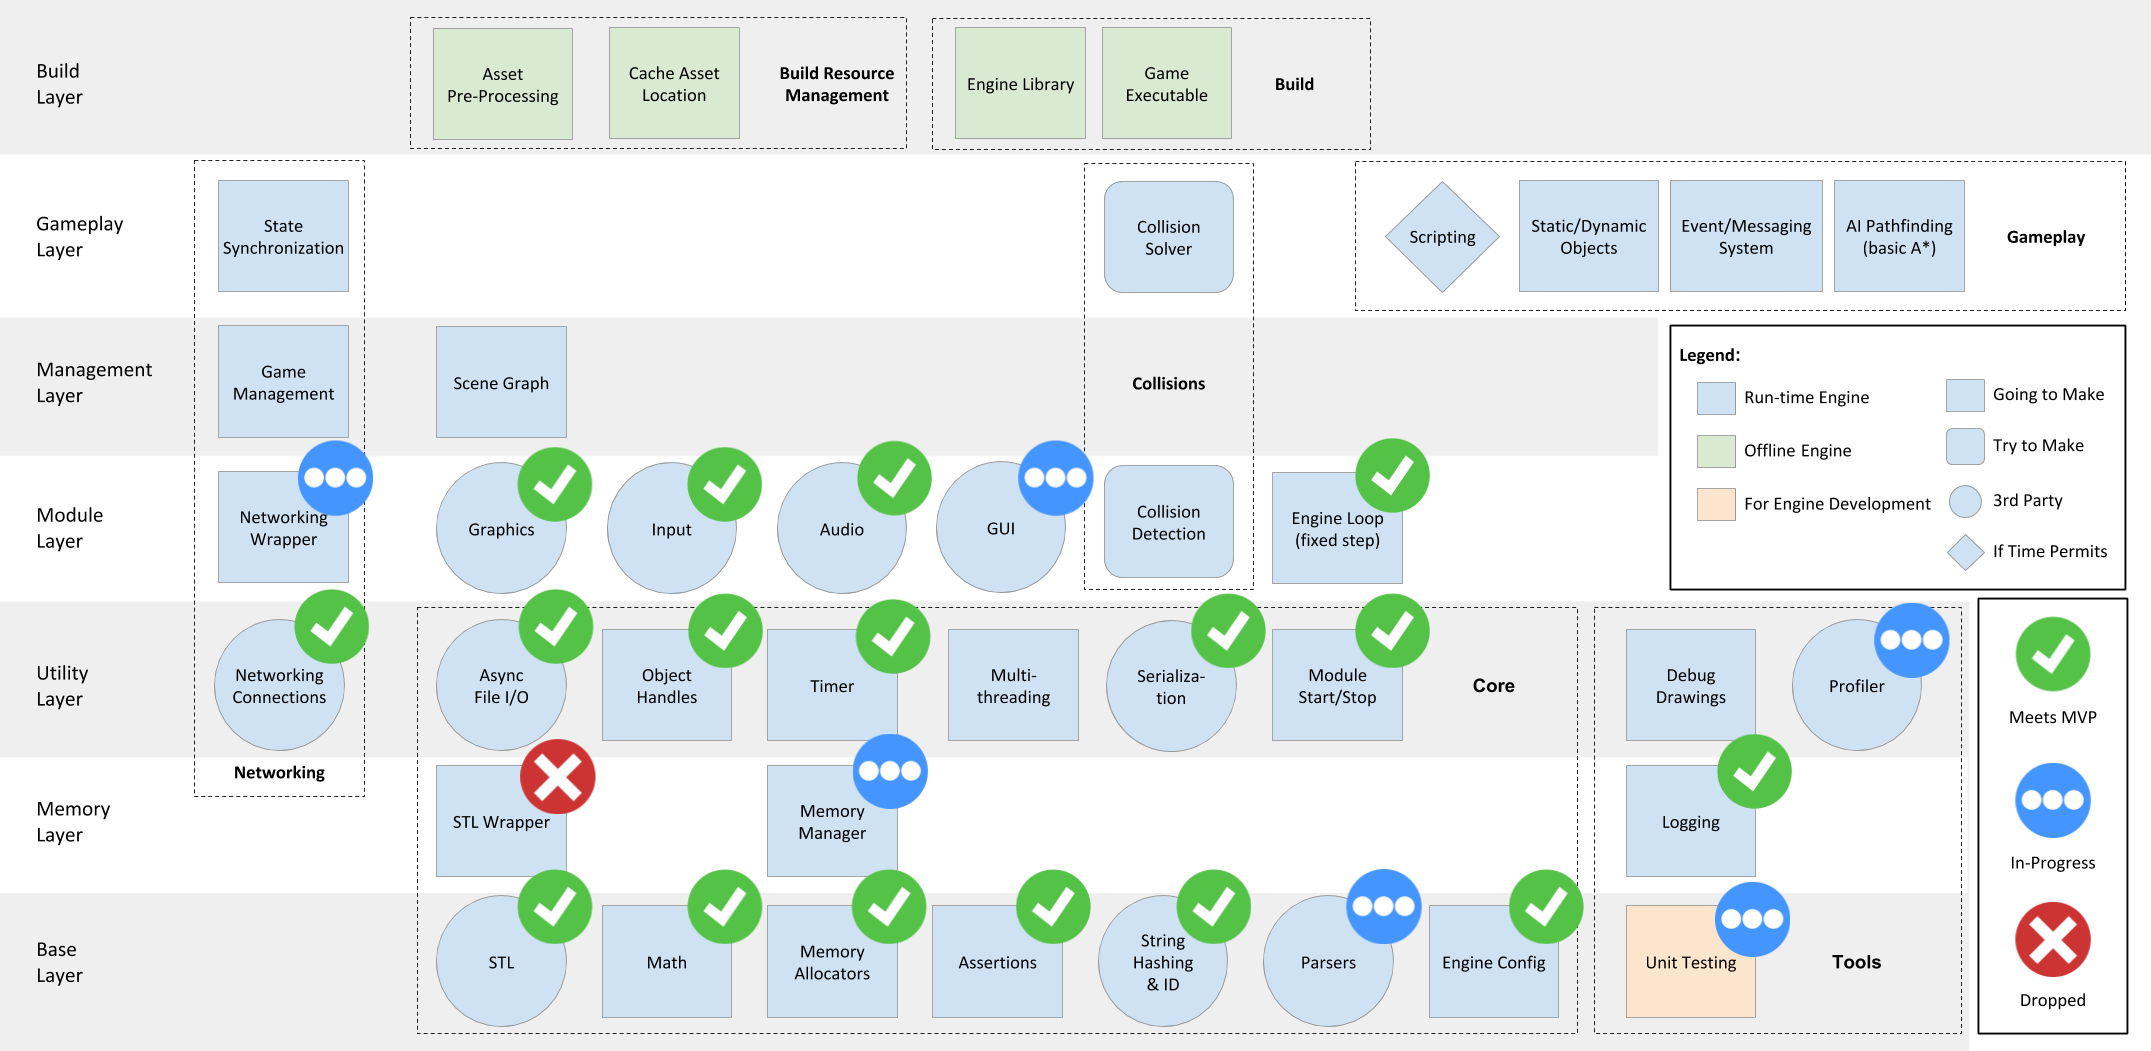 Build
Layer
Asset
Pre-Processing
Cache Asset
Location
Build Resource
Management
Engine Library
Game
Executable
Build
Gameplay
Layer
State
Synchronization
Collision
Solver
Scripting
Static/Dynamic
Objects
Event/Messaging
System
AI Pathfinding
(basic A*)
Gameplay
Management
Layer
Game
Management
Scene Graph
Collisions
Legend:
Run-time Engine
Going to Make
Offline Engine
Try to Make
For Engine Development
3rd Party
If Time Permits
Module
Layer
Networking
Wrapper
Graphics
Input
Audio
GUI
Collision
Detection
Engine Loop
(fixed step)
Utility
Layer
Networking
Connections
Async
File I/O
Object
Handles
Timer
Multi-
threading
Serializa-
tion
Module
Start/Stop
Core
Debug
Drawings
Profiler
Meets MVP
Networking
Memory
Layer
STL Wrapper
Memory
Manager
Logging
In-Progress
Base
Layer
STL
Math
Memory
Allocators
Assertions
String
Hashing
& ID
Parsers
Engine Config
Unit Testing
Tools
Dropped